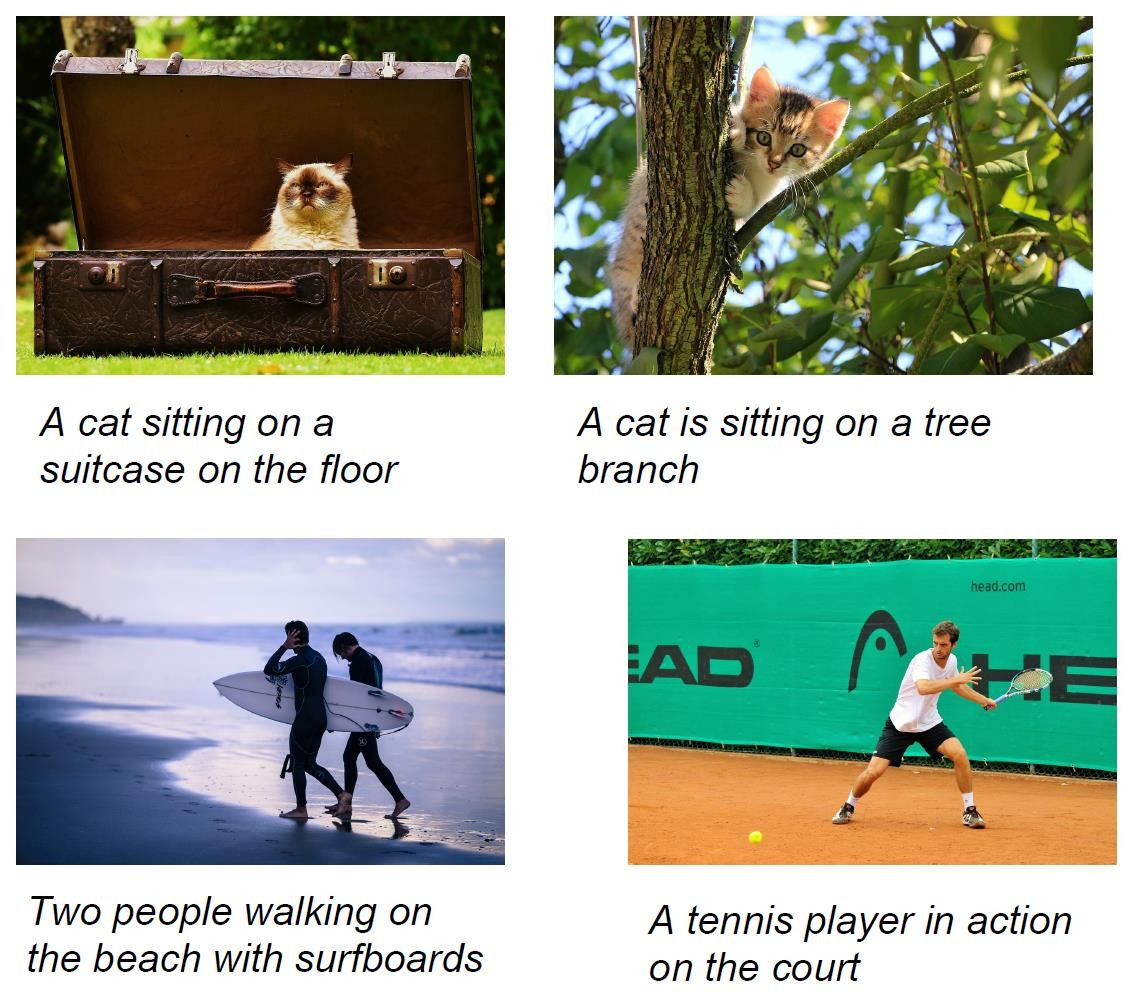 A cat sitting on a
suitcase on the floor
A cat is sitting on a tree
branch
head.com
EAD®
HE
Two people walking on
the beach with surfboards
A tennis player in action
on the court